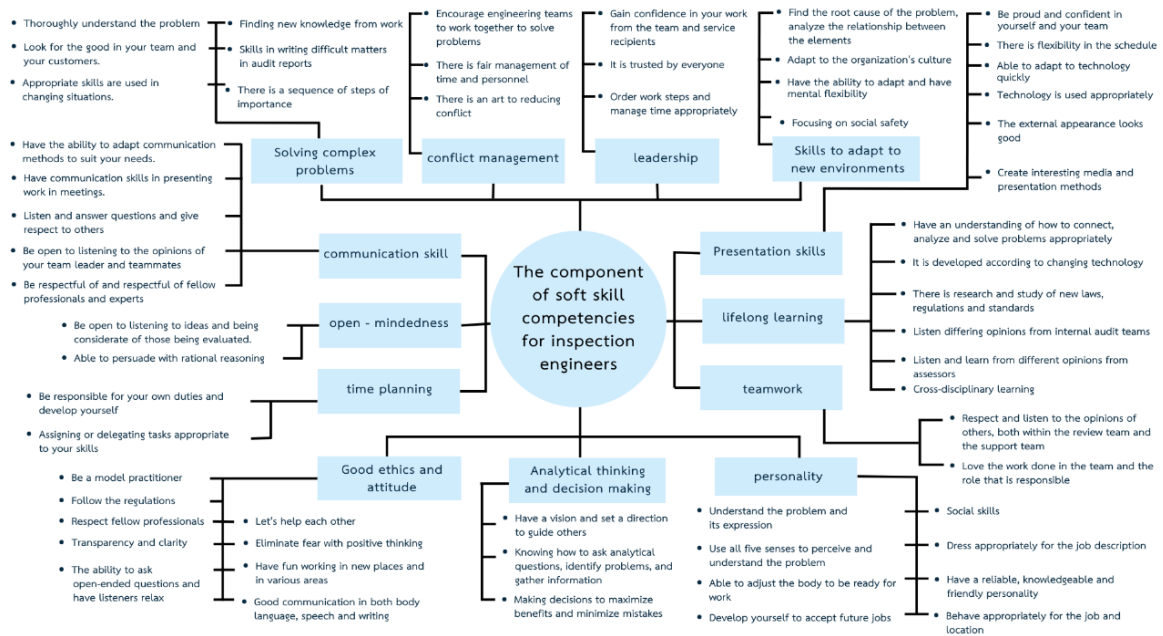 Thoroughly understand the problem
Look for the good in your team and
your customers.
Appropriate skills are used in
changing situations.
Finding new knowledge from work
Skills in writing difficult matters
in audit reports
There is a sequence of steps of
importance
Solving complex
problems
Encourage engineering teams
to work together to solve
problems
There is fair management of
time and personnel
There is an art to reducing
conflict
conflict management
Gain confidence in your work
from the team and service
recipients
It is trusted by everyone
Order work steps and
manage time appropriately
leadership
Find the root cause of the problem,
analyze the relationship between
the elements
Adapt to the organization's culture
Have the ability to adapt and have
mental flexibility
Focusing on social safety
Skills to adapt to
new environments
Be proud and confident in
yourself and your team
There is flexibility in the schedule
Able to adapt to technology
quickly
Technology is used appropriately
The external appearance looks
good
Create interesting media and
presentation methods
Presentation skills
Have the ability to adapt communication
methods to suit your needs.
Have communication skills in presenting
work in meetings.
Listen and answer questions and give
respect to others
Be open to listening to the opinions of
your team leader and teammates
Be respectful of and respectful of fellow
professionals and experts
communication skill
Be open to listening to ideas and being
considerate of those being evaluated.
Able to persuade with rational reasoning
open - mindedness
Be responsible for your own duties and
develop yourself
Assigning or delegating tasks appropriate
to your skills
time planning
The component
of soft skill
competencies
for inspection
engineers
lifelong learning
Have an understanding of how to connect,
analyze and solve problems appropriately
It is developed according to changing technology
There is research and study of new laws,
regulations and standards
Listen differing opinions from internal audit teams
Listen and learn from different opinions from
assessors
Cross-disciplinary learning
teamwork
Respect and listen to the opinions of
others, both within the review team and
the support team
Love the work done in the team and the
role that is responsible
Good ethics and
attitude
Be a model practitioner
Follow the regulations
Respect fellow professionals
Transparency and clarity
The ability to ask
open-ended questions and
have listeners relax
Let's help each other
Eliminate fear with positive thinking
Have fun working in new places and
in various areas
Good communication in both body
language, speech and writing
Analytical thinking
and decision making
Have a vision and set a direction
to guide others
Knowing how to ask analytical
questions, identify problems, and
gather information
Making decisions to maximize
benefits and minimize mistakes
personality
Understand the problem and
its expression
Use all five senses to perceive and
understand the problem
Able to adjust the body to be ready for
work
Develop yourself to accept future jobs
Social skills
Dress appropriately for the job description
Have a reliable, knowledgeable and
friendly personality
Behave appropriately for the job and
location